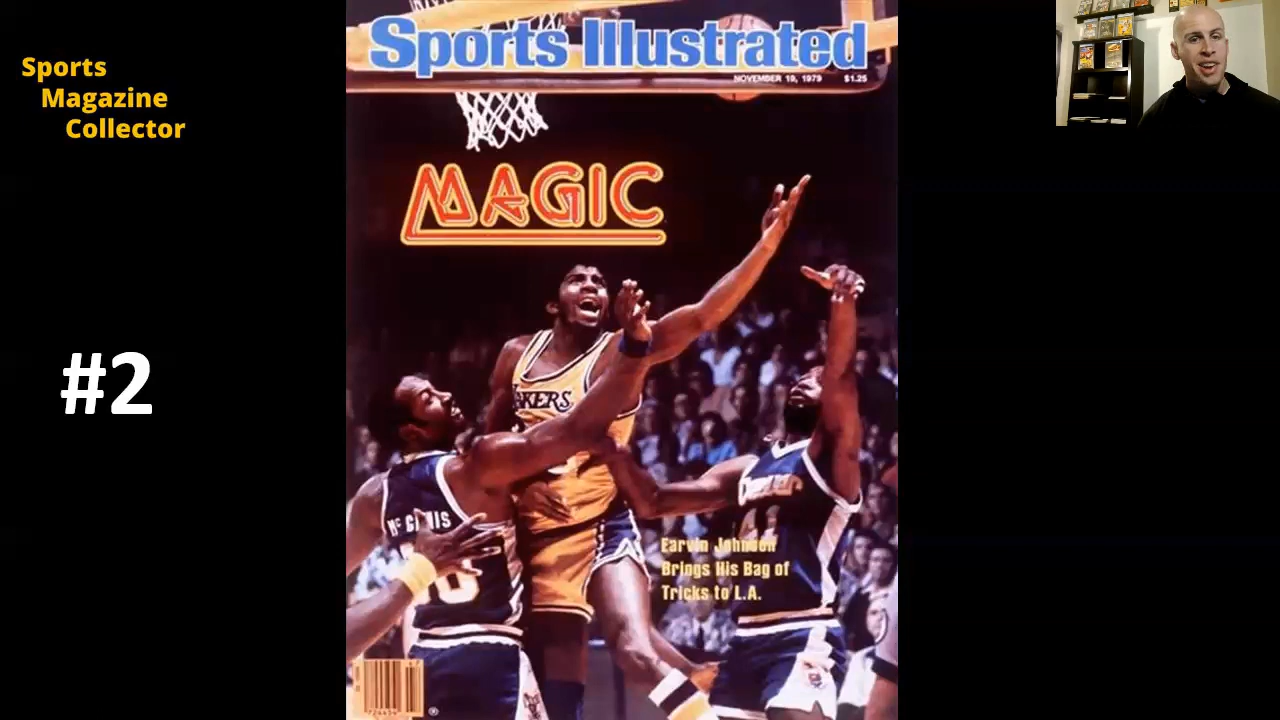 Sports
Magazine
Collector
#2
Sports Illustrated
NOVEMBER 19, 1979 $1.25
MAGIC
Earvin Johnson
Brings His Bag of
Tricks to L.A.